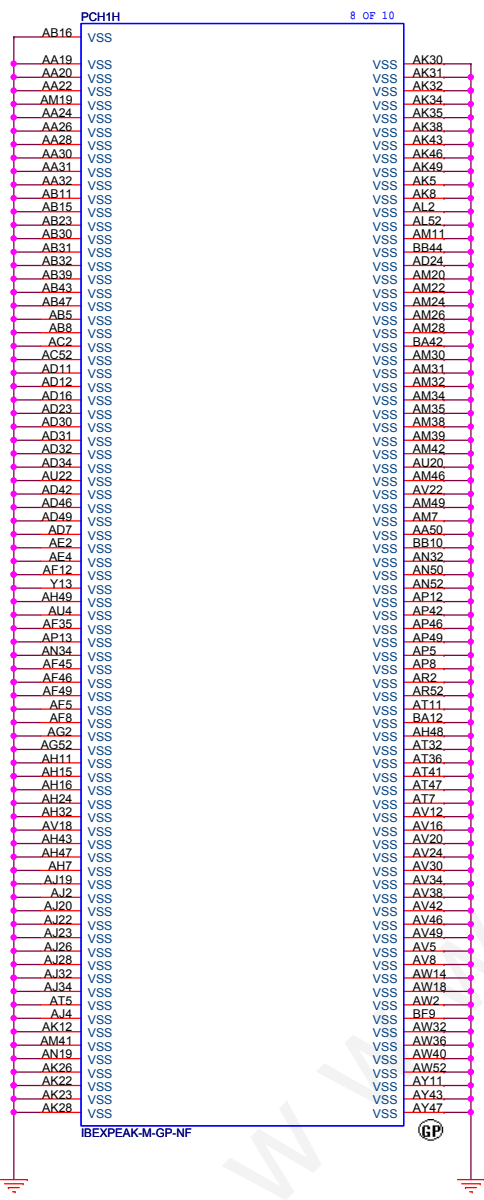 PCH1H 8 OF 10
AB16 VSS
AA19 VSS VSS AK30
AA20 VSS VSS AK31
AA22 VSS VSS AK32
AM19 VSS VSS AK34
AA24 VSS VSS AK35
AA26 VSS VSS AK38
AA28 VSS VSS AK43
AA30 VSS VSS AK46
AA31 VSS VSS AK49
AA32 VSS VSS AK5
AB11 VSS VSS AK8
AB15 VSS VSS AL2
AB23 VSS VSS AL52
AB30 VSS VSS AM11
AB31 VSS VSS BB44
AB32 VSS VSS AD24
AB39 VSS VSS AM20
AB43 VSS VSS AM22
AB47 VSS VSS AM24
AB5 VSS VSS AM26
AB8 VSS VSS AM28
AC2 VSS VSS BA42
AC52 VSS VSS AM30
AD11 VSS VSS AM31
AD12 VSS VSS AM32
AD16 VSS VSS AM34
AD23 VSS VSS AM35
AD30 VSS VSS AM38
AD31 VSS VSS AM39
AD32 VSS VSS AM42
AD34 VSS VSS AU20
AU22 VSS VSS AM46
AD42 VSS VSS AV22
AD46 VSS VSS AM49
AD49 VSS VSS AM7
AD7 VSS VSS AA50
AE2 VSS VSS BB10
AE4 VSS VSS AN32
AF12 VSS VSS AN50
Y13 VSS VSS AN52
AH49 VSS VSS AP12
AU4 VSS VSS AP42
AF35 VSS VSS AP46
AP13 VSS VSS AP49
AN34 VSS VSS AP5
AF45 VSS VSS AP8
AF46 VSS VSS AR2
AF49 VSS VSS AR52
AF5 VSS VSS AT11
AF8 VSS VSS BA12
AG2 VSS VSS AH48
AG52 VSS VSS AT32
AH11 VSS VSS AT36
AH15 VSS VSS AT41
AH16 VSS VSS AT47
AH24 VSS VSS AT7
AH32 VSS VSS AV12
AV18 VSS VSS AV16
AH43 VSS VSS AV20
AH47 VSS VSS AV24
AH7 VSS VSS AV30
AJ19 VSS VSS AV34
AJ2 VSS VSS AV38
AJ20 VSS VSS AV42
AJ22 VSS VSS AV46
AJ23 VSS VSS AV49
AJ26 VSS VSS AV5
AJ28 VSS VSS AV8
AJ32 VSS VSS AW14
AJ34 VSS VSS AW18
AT5 VSS VSS AW2
AJ4 VSS VSS BF9
AK12 VSS VSS AW32
AM41 VSS VSS AW36
AN19 VSS VSS AW40
AK26 VSS VSS AW52
AK22 VSS VSS AY11
AK23 VSS VSS AY43
AK28 VSS VSS AY47
IBEXPEAK-M-GP-NF GP
w w w